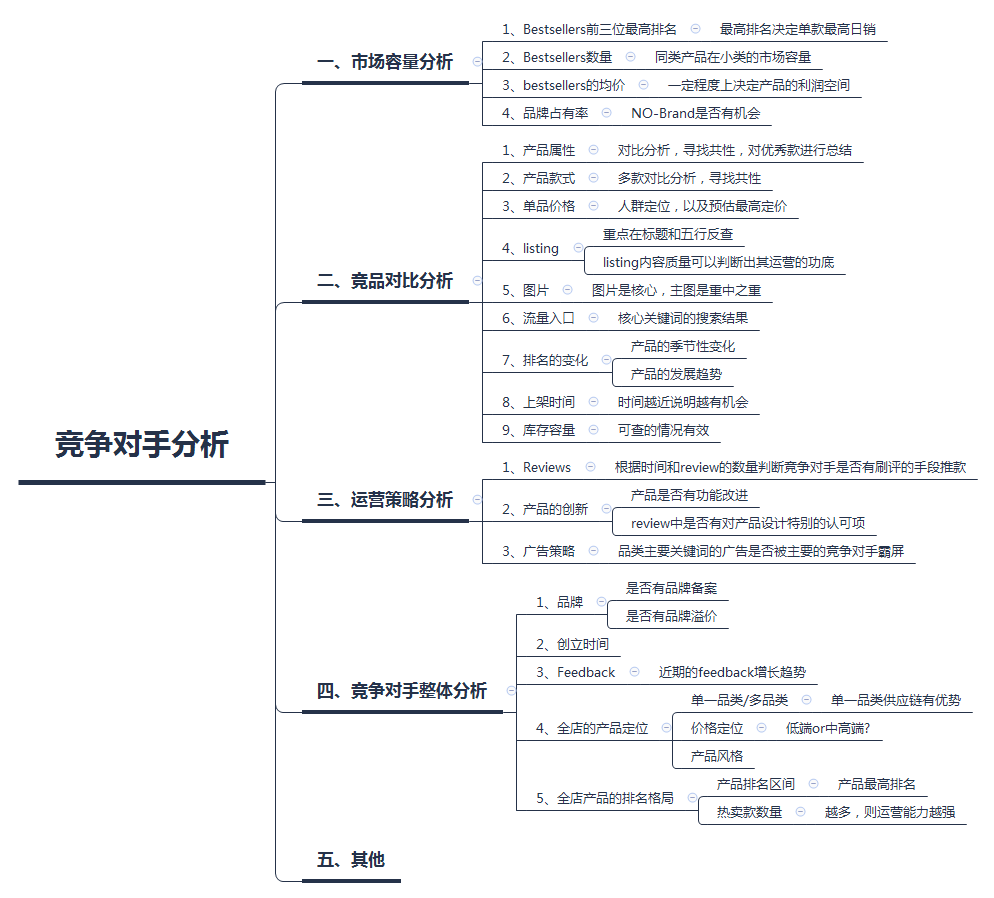 竞争对手分析
一、市场容量分析
1、Bestsellers前三位最高排名 最高排名决定单款最高日销
2、Bestsellers数量 同类产品在小类的市场容量
3、bestsellers的均价 一定程度上决定产品的利润空间
4、品牌占有率 NO-Brand是否有机会
二、竞品对比分析
1、产品属性 对比分析，寻找共性，对优秀款进行总结
2、产品款式 多款对比分析，寻找共性
3、单品价格 人群定位，以及预估最高定价
4、listing
重点在标题和五行反查
listing内容质量可以判断出其运营的功底
5、图片 图片是核心，主图是重中之重
6、流量入口 核心关键词的搜索结果
7、排名的变化
产品的季节性变化
产品的发展趋势
8、上架时间 时间越近说明越有机会
9、库存容量 可查的情况有效
三、运营策略分析
1、Reviews 根据时间和review的数量判断竞争对手是否有刷评的手段推款
2、产品的创新
产品是否有功能改进
review中是否有对产品设计特别的认可项
3、广告策略 品类主要关键词的广告是否被主要的竞争对手霸屏
四、竞争对手整体分析
1、品牌
是否有品牌备案
是否有品牌溢价
2、创立时间
3、Feedback 近期的feedback增长趋势
4、全店的产品定位
单一品类/多品类 单一品类供应链有优势
价格定位 低端or中高端?
产品风格
5、全店产品的排名格局
产品排名区间 产品最高排名
热卖款数量 越多，则运营能力越强
五、其他